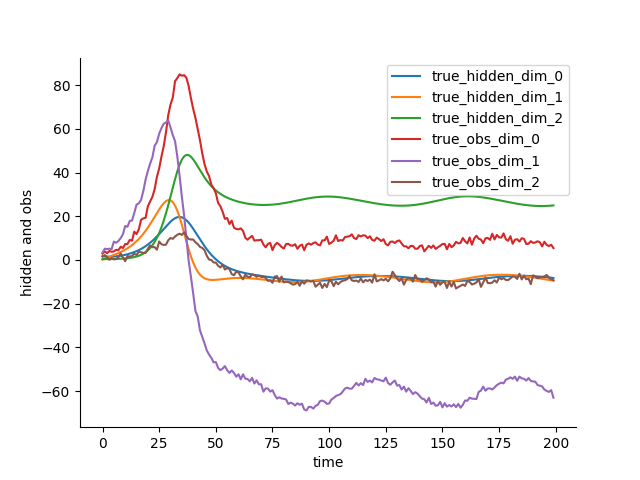 true_hidden_dim_0
true_hidden_dim_1
true_hidden_dim_2
true_obs_dim_0
true_obs_dim_1
true_obs_dim_2
hidden and obs
80
60
40
20
0
−20
−40
−60
0 25 50 75 100 125 150 175 200
time